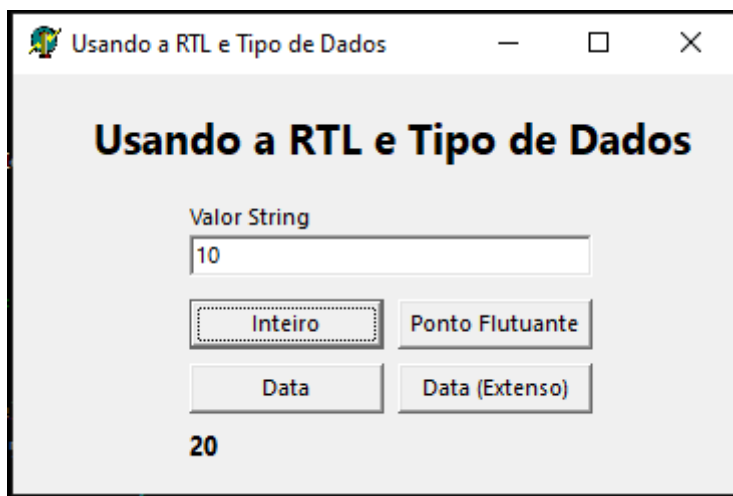 Usando a RTL e Tipo de Dados
Usando a RTL e Tipo de Dados
Valor String
10
Inteiro Ponto Flutuante
Data Data (Extenso)
20